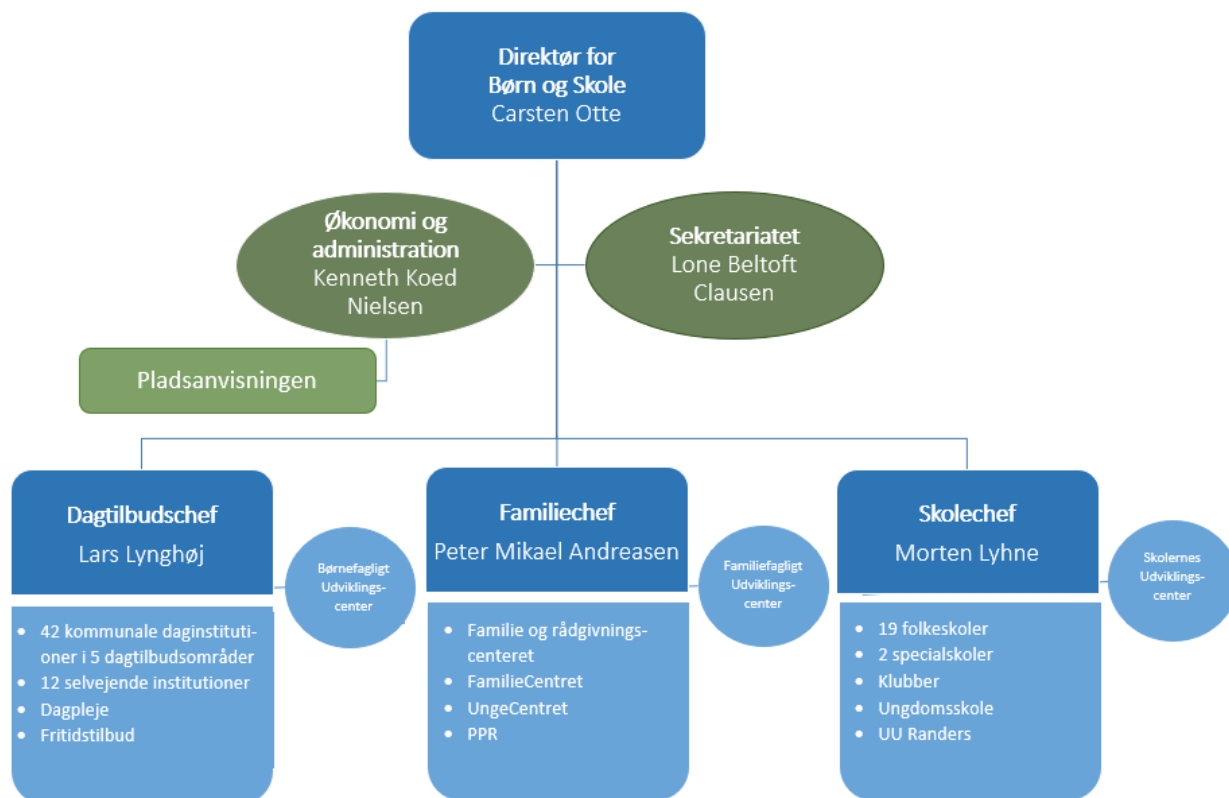 Direktør for
Børn og Skole
Carsten Otte
Økonomi og
administration
Kenneth Koed
Nielsen
Sekretariatet
Lone Beltoft
Clausen
Pladsanvisningen
Dagtilbudschef
Lars Lynghøj
Børnefagligt
Udviklings-
center
• 42 kommunale daginstituti-
oner i 5 dagtilbudsområder
• 12 selvejende institutioner
• Dagpleje
• Fritidstilbud
Familiechef
Peter Mikael Andreasen
Familiefagligt
Udviklings-
center
• Familie og rådgivnings-
centeret
• FamilieCentret
• UngeCentret
• PPR
Skolechef
Morten Lyhne
Skolernes
Udviklings-
center
• 19 folkeskoler
• 2 specialskoler
• Klubber
• Ungdomsskole
• UU Randers